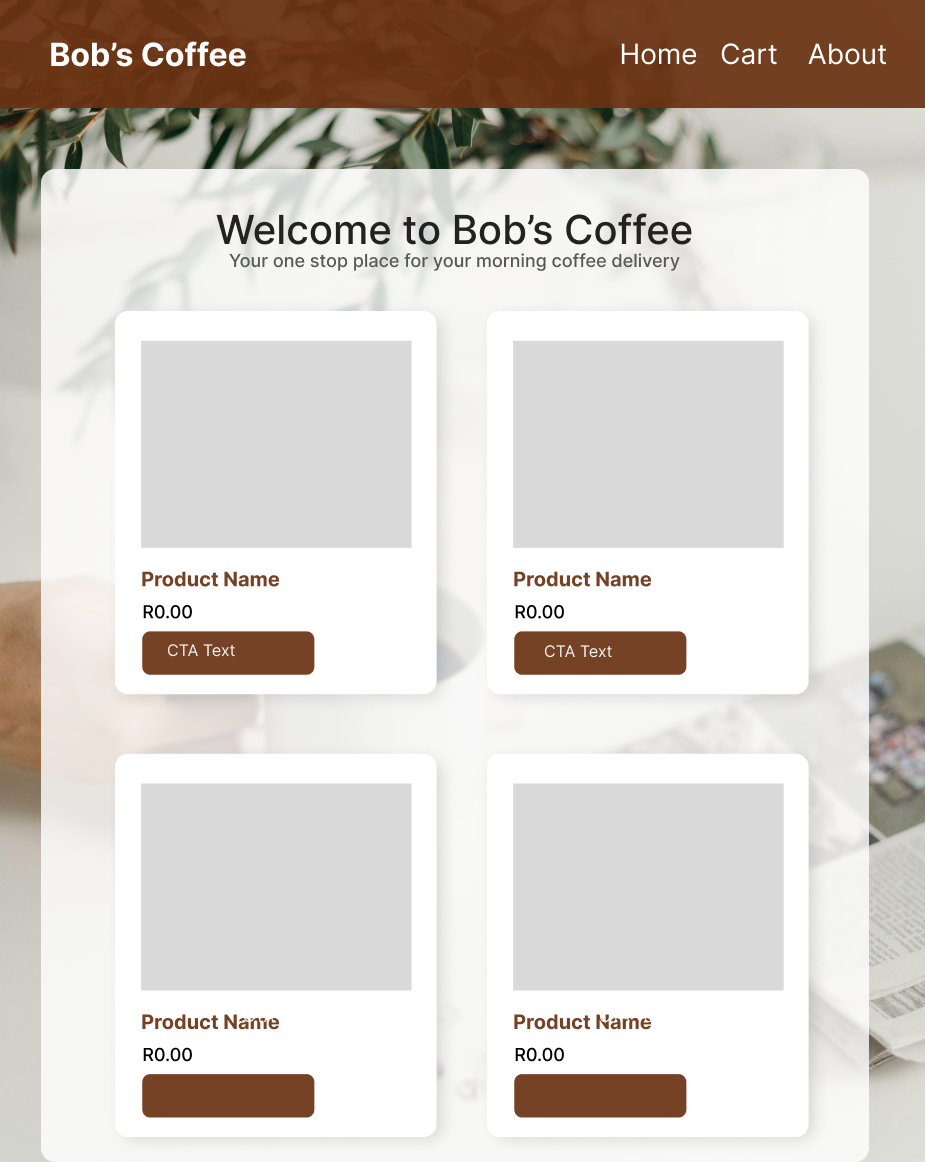 Bob’s Coffee
Home Cart About
Welcome to Bob’s Coffee
Your one stop place for your morning coffee delivery
Product Name
R0.00
CTA Text
Product Name
R0.00
CTA Text
Product Name
R0.00
Product Name
R0.00